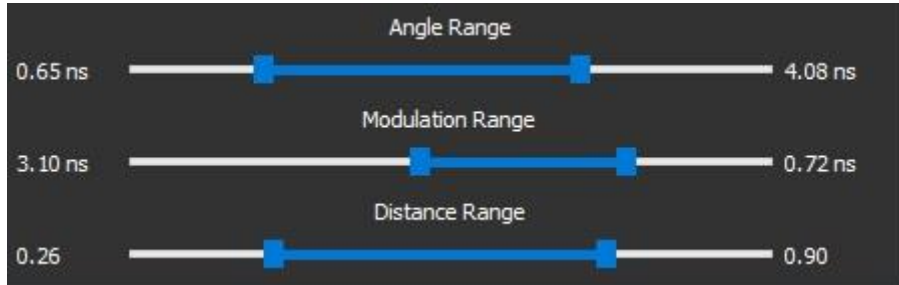 Angle Range
0.65 ns 4.08 ns
Modulation Range
3.10 ns 0.72 ns
Distance Range
0.26 0.90